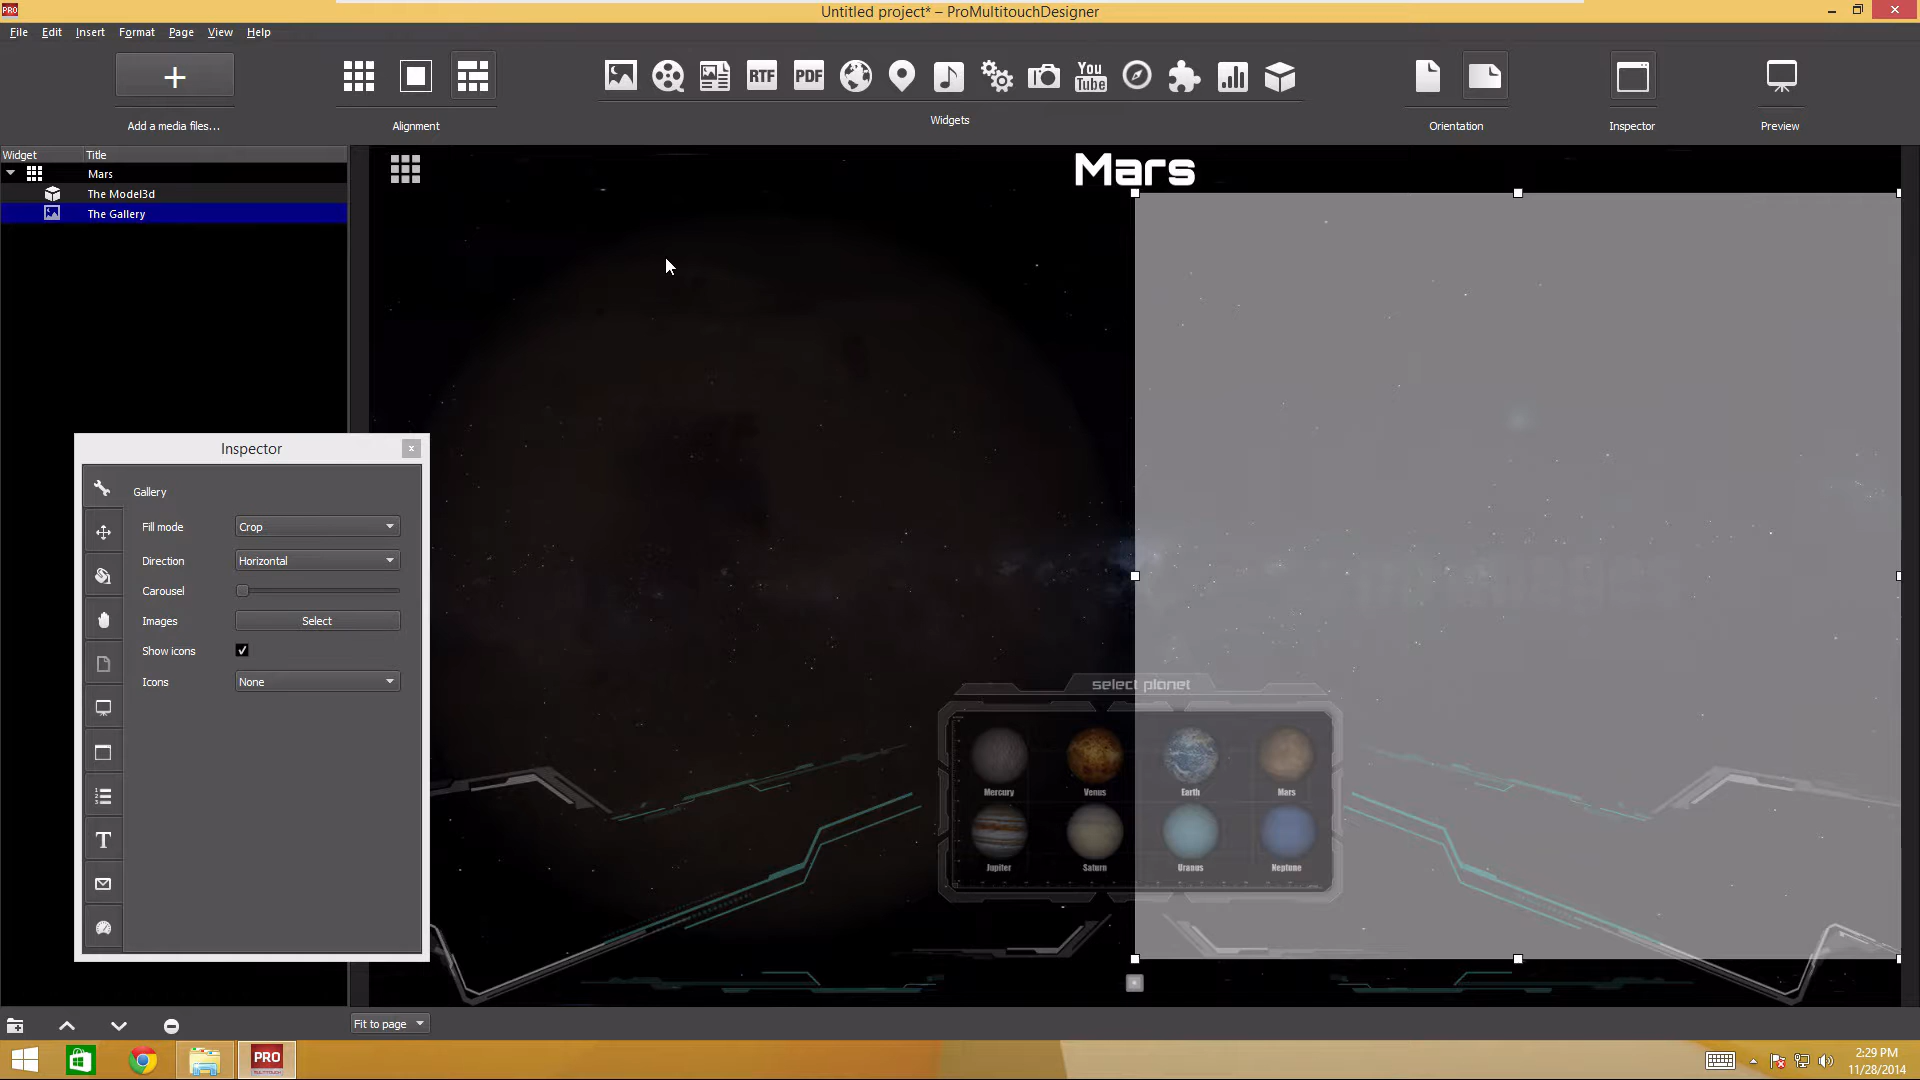 PRO
Untitled project* – ProMultitouchDesigner
File Edit Insert Format Page View Help
RTF PDF You Tube
Add a media files...
Alignment
Widgets
Orientation
Inspector
Preview
Widget Title
Mars
The Model3d
The Gallery
Mars
Inspector
x
Gallery
Fill mode Crop
Direction Horizontal
Carousel
Images Select
Show icons
Icons None
T
select planet
Mercury Venus Earth Mars
Jupiter Saturn Uranus Neptune
Fit to page
PRO
2:29 PM
11/28/2014